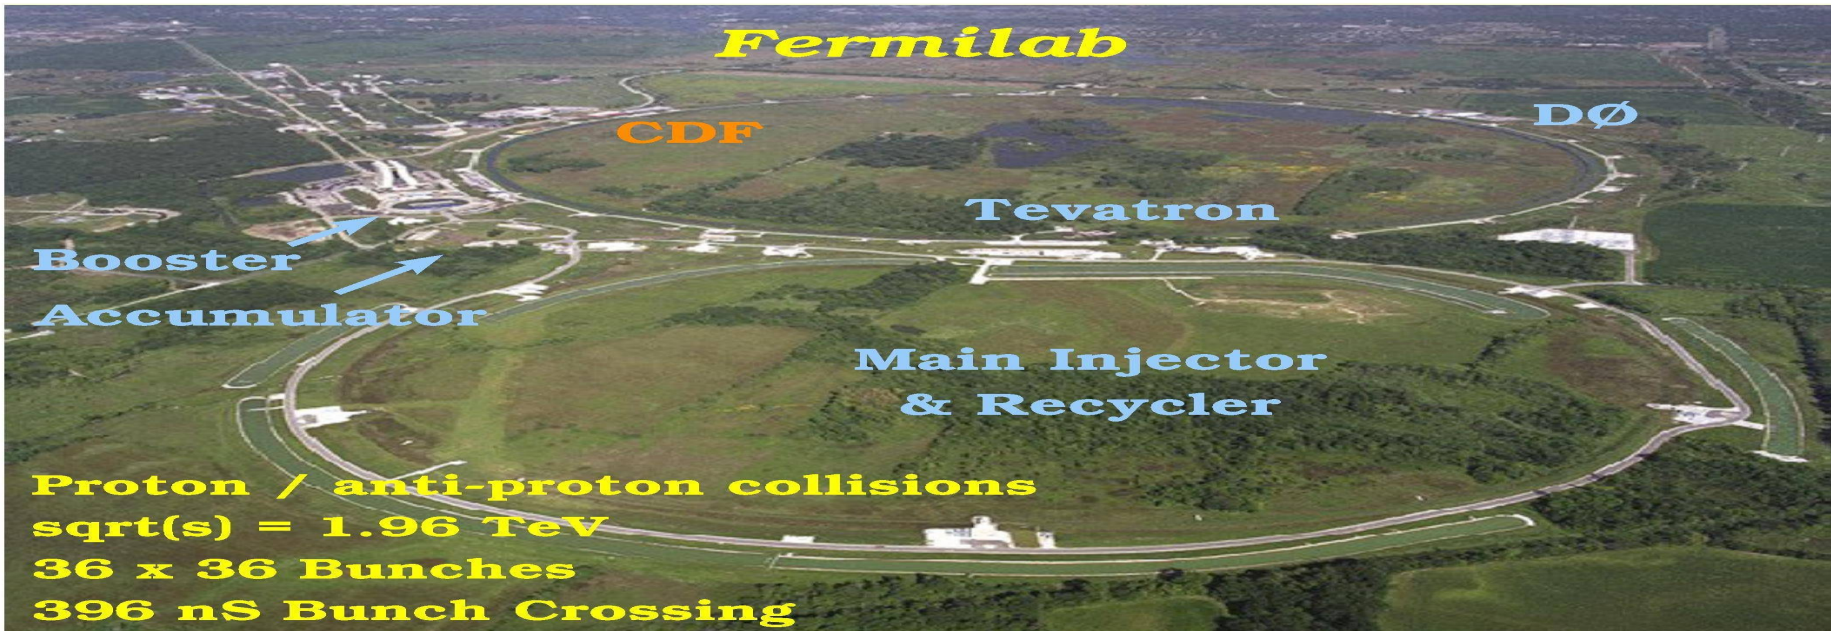 Fermilab
CDF
DØ
Tevatron
Booster
Accumulator
Main Injector
& Recycler
Proton / anti-proton collisions
sqrt(s) = 1.96 TeV
36 x 36 Bunches
396 nS Bunch Crossing